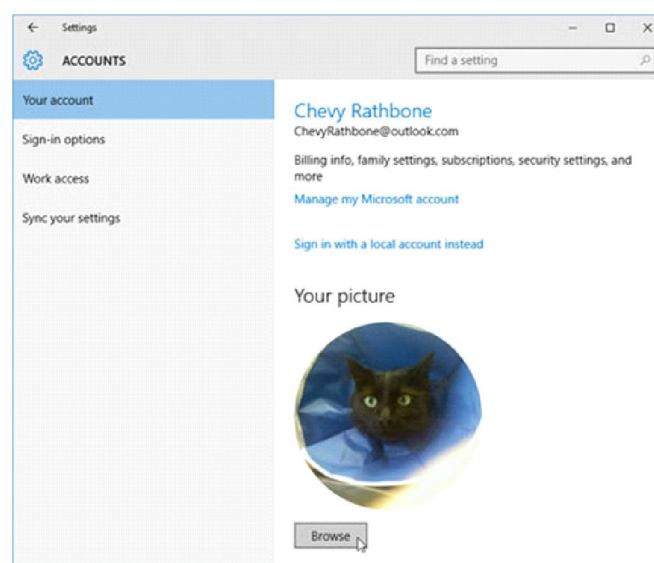 Settings
ACCOUNTS
Find a setting
Your account
Sign-in options
Work access
Sync your settings
Chevy Rathbone
ChevyRathbone@outlook.com
Billing info, family settings, subscriptions, security settings, and
more
Manage my Microsoft account
Sign in with a local account instead
Your picture
Browse